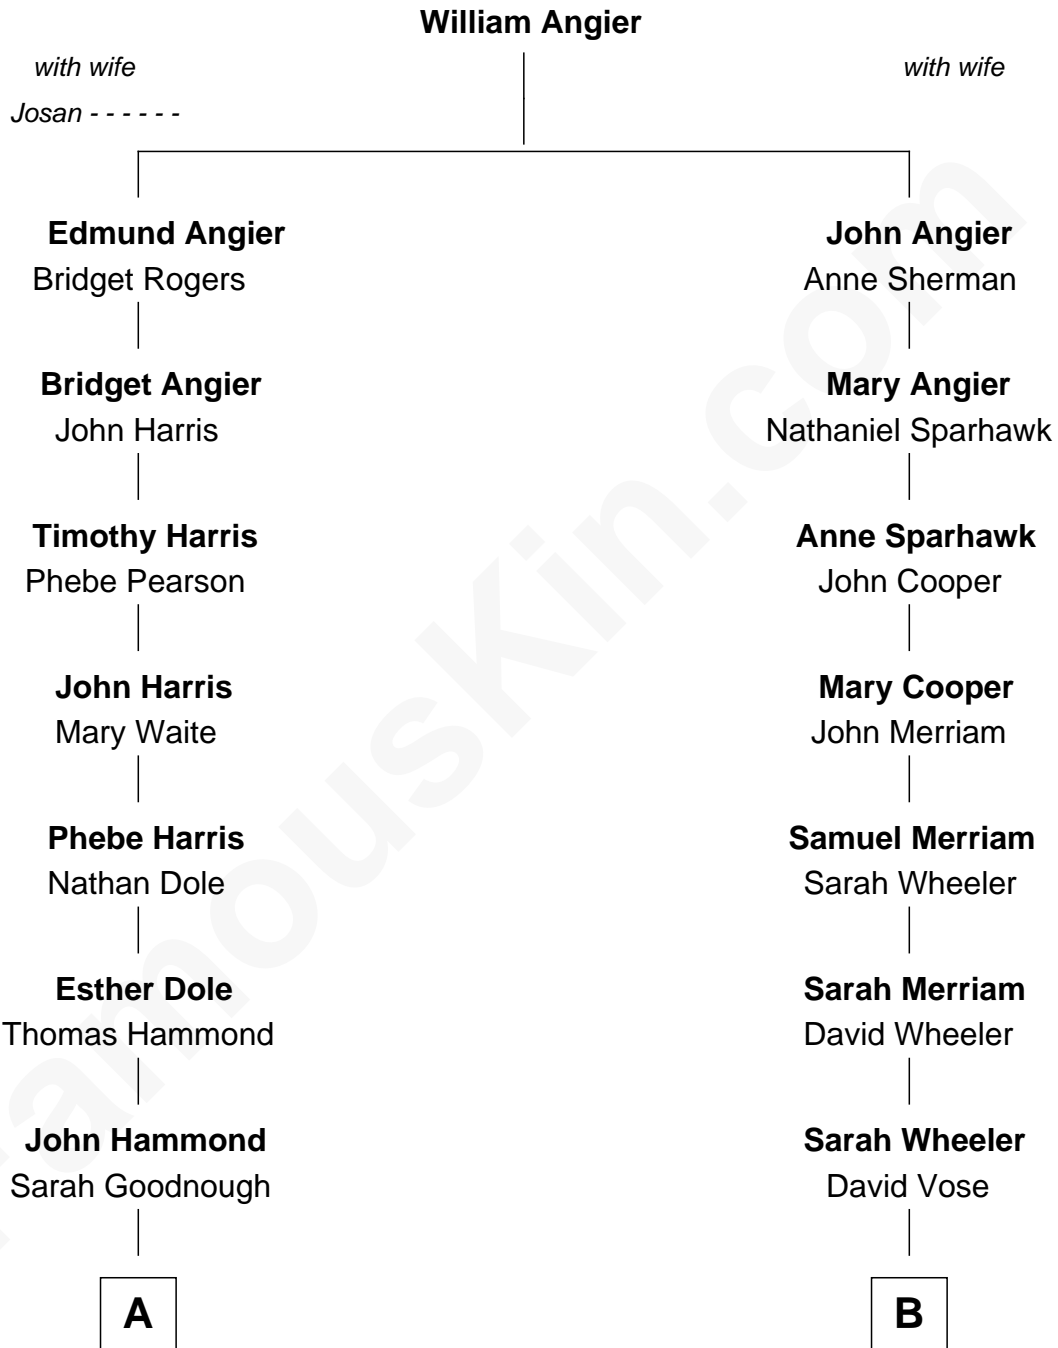 William Angier
with wife
Josan - - - - - -
with wife
Edmund Angier
Bridget Rogers
Bridget Angier
John Harris
Timothy Harris
Phebe Pearson
John Harris
Mary Waite
Phebe Harris
Nathan Dole
Esther Dole
Thomas Hammond
John Hammond
Sarah Goodnough
A
John Angier
Anne Sherman
Mary Angier
Nathaniel Sparhawk
Anne Sparhawk
John Cooper
Mary Cooper
John Merriam
Samuel Merriam
Sarah Wheeler
Sarah Merriam
David Wheeler
Sarah Wheeler
David Vose
B
FamousKin.com